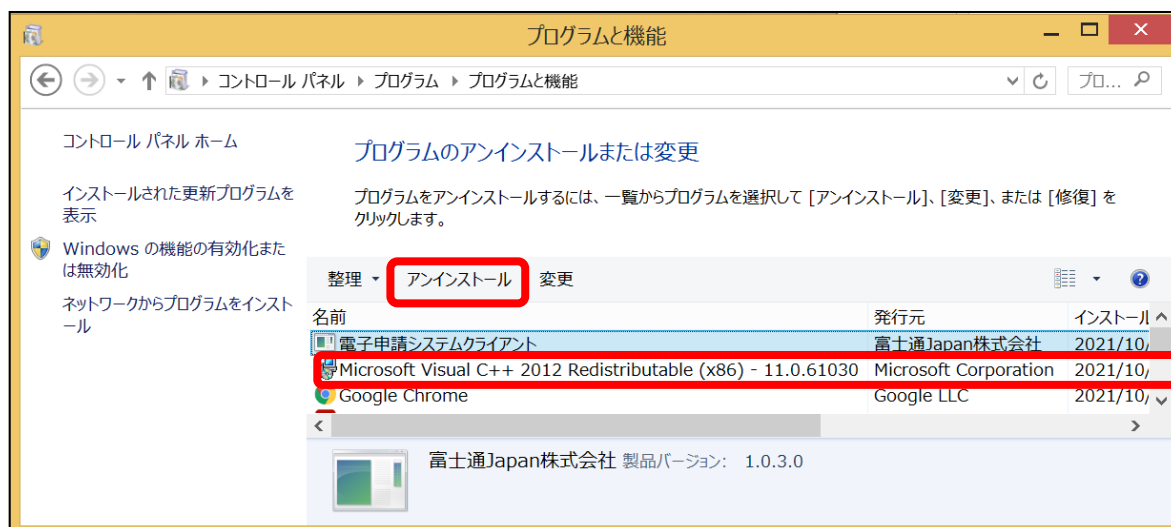 プログラムと機能
コントロール パネル プログラム プログラムと機能
プロ...
コントロール パネル ホーム
インストールされた更新プログラムを
表示
Windows の機能の有効化また
は無効化
ネットワークからプログラムをインスト
ール
プログラムのアンインストールまたは変更
プログラムをアンインストールするには、一覧からプログラムを選択して [アンインストール]、[変更]、または [修復] を
クリックします。
整理 アンインストール 変更
名前 発行元 インストール
電子申請システムクライアント 富士通Japan株式会社 2021/10/
Microsoft Visual C++ 2012 Redistributable (x86) - 11.0.61030 Microsoft Corporation 2021/10/
Google Chrome Google LLC 2021/10/
富士通Japan株式会社 製品バージョン: 1.0.3.0